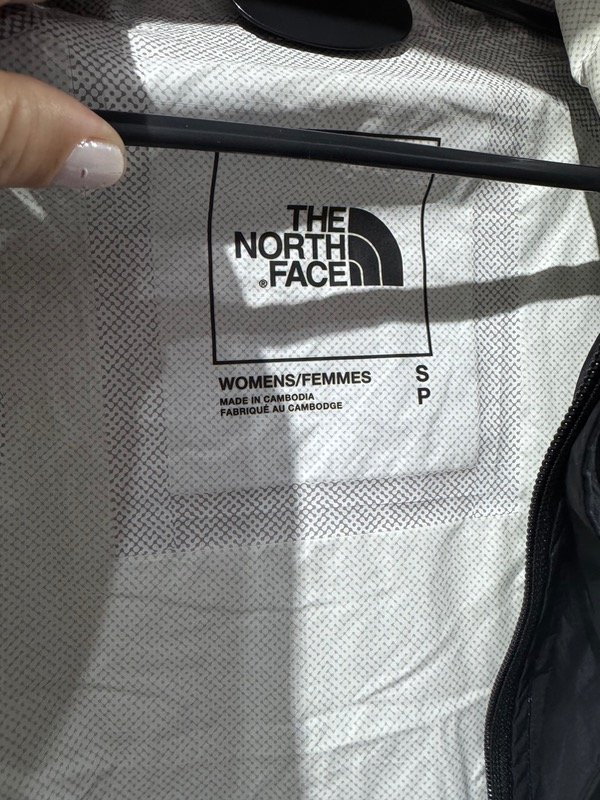 THE
NORTH
® FACE
WOMENS/FEMMES S
MADE IN CAMBODIA P
FABRIQUÉ AU CAMBODGE